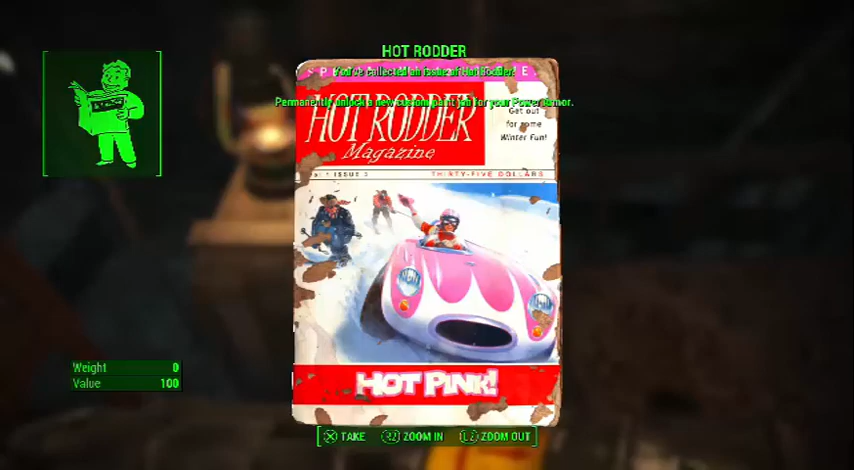 HOT RODDER
You've collected an issue of Hot Rodder!
Permanently unlock a new custom paint job for your Power Armor.
HOT RODDER
Magazine
Get out
for some
Winter Fun!
ISSUE 3
THIRTY-FIVE DOLLARS
HOT PINK!
Weight 0
Value 100
TAKE R2 ZOOM IN L2 ZOOM OUT